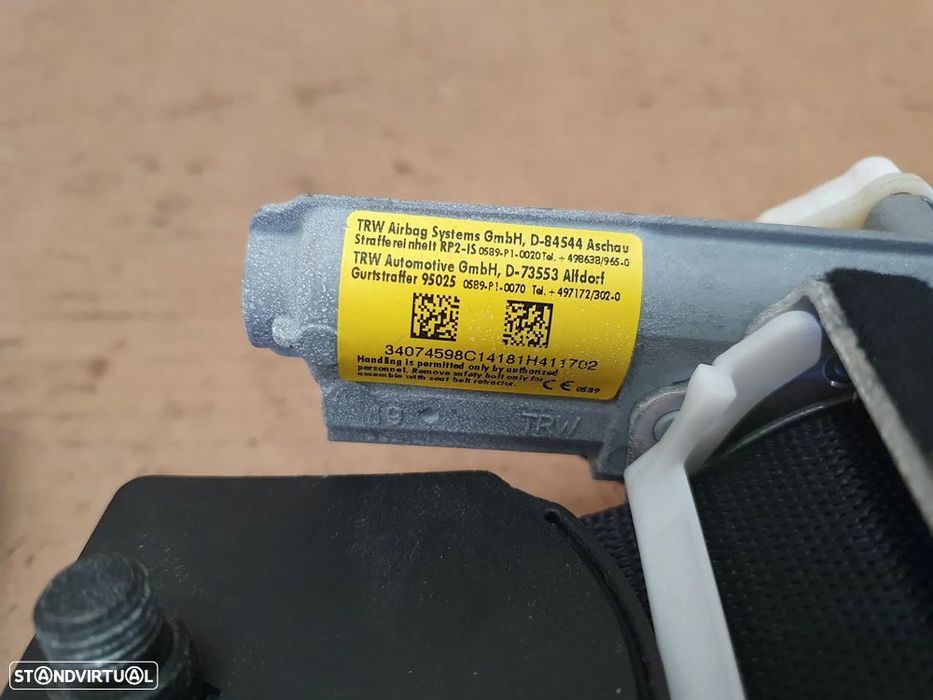 TRW Airbag Systems GmbH, D-84544 Aschau
Straffereinheit RP2-IS 0589-P1-0020 Tel. +498638/965-0
TRW Automotive GmbH, D-73553 Alfdorf
Gurtstraffer 95025 0589-P1-0070 Tel. +497172/302-0
34074598C14181H411702
Handling is permitted only by authorized
personnel. Remove safety bolt only for
assemble with seat belt retractor. CE 0589
TRW
STANDVIRTUAL